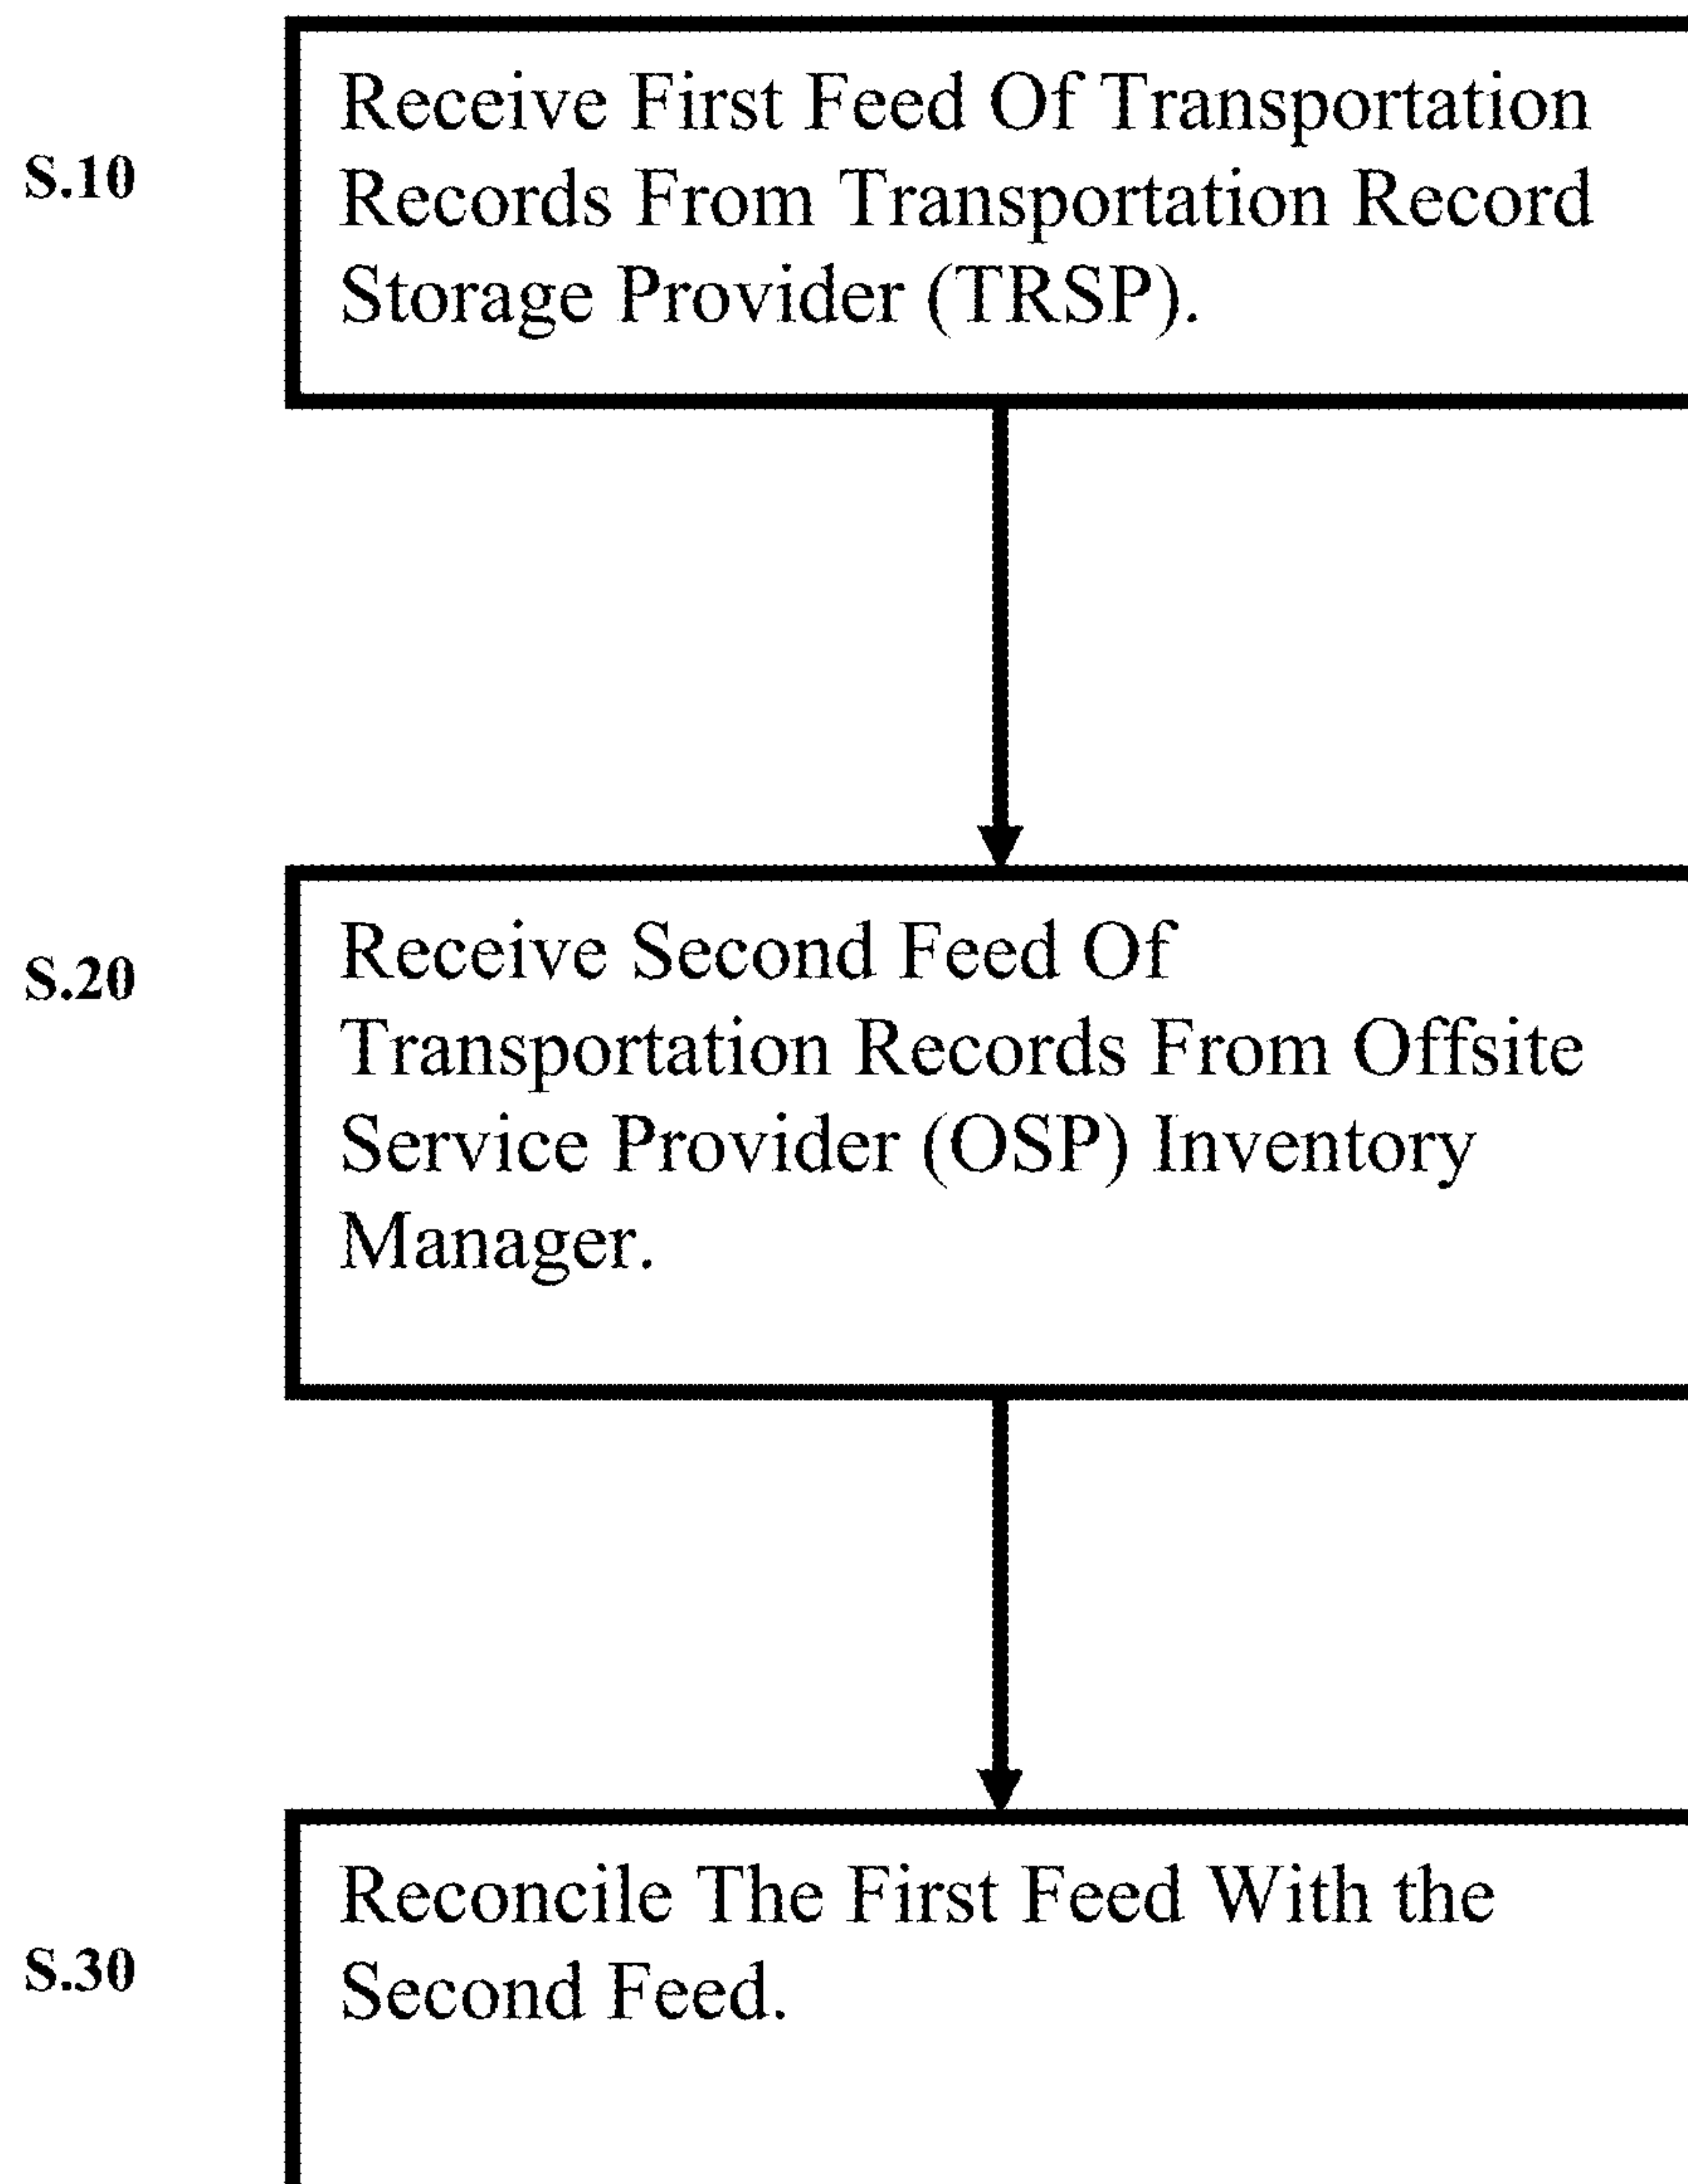 S.10
Receive First Feed Of Transportation
Records From Transportation Record
Storage Provider (TRSP).
S.20
Receive Second Feed Of
Transportation Records From Offsite
Service Provider (OSP) Inventory
Manager.
S.30
Reconcile The First Feed With the
Second Feed.